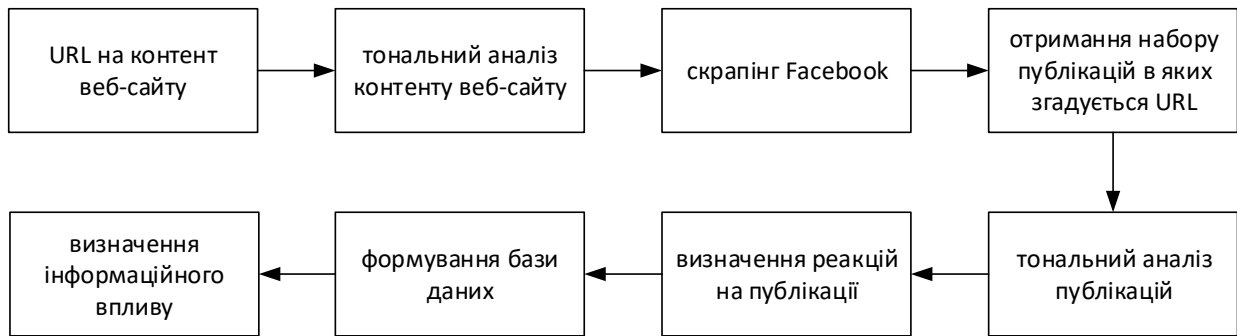 URL на контент
веб-сайту
тональний аналіз
контенту веб-сайту
скрапінг Facebook
отримання набору
публікацій в яких
згадується URL
тональний аналіз
публікацій
визначення реакцій
на публікації
формування бази
даних
визначення
інформаційного
впливу